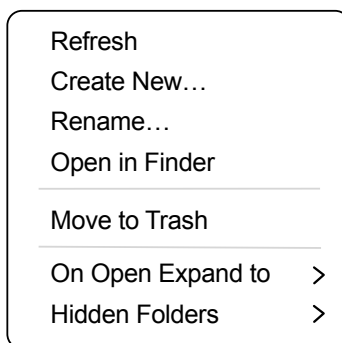 Refresh
Create New…
Rename…
Open in Finder
Move to Trash
On Open Expand to >
Hidden Folders >